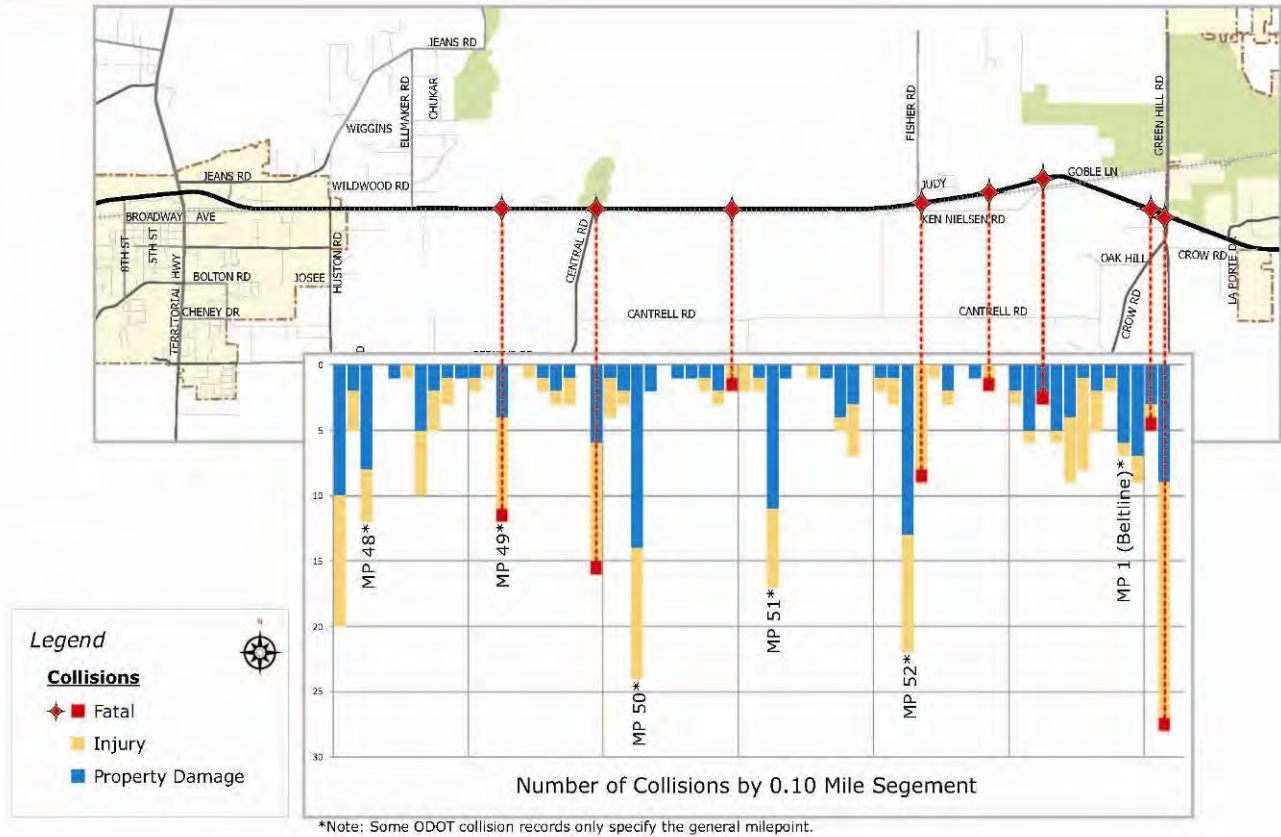 JEANS RD
ELLMAKER RD
CHUKAR
WIGGINS
FISHER RD
GREEN HILL RD
JEANS RD
WILDWOOD RD
JUDY
GOBLE LN
BROADWAY AVE
KEN NIELSEN RD
8TH ST
5TH ST
TERRITORIAL HWY
BOLTON RD
JOSEE
HUSTON RD
CENTRAL RD
OAK HILL
CROW RD
CROW RD
LA PORTE DR
CHENEY DR
CANTRELL RD
CANTRELL RD
0
5
10
15
20
25
30
MP 48*
MP 49*
MP 50*
MP 51*
MP 52*
MP 1 (Beltline)*
Number of Collisions by 0.10 Mile Segement
Legend
N
Collisions
Fatal
Injury
Property Damage
*Note: Some ODOT collision records only specify the general milepoint.